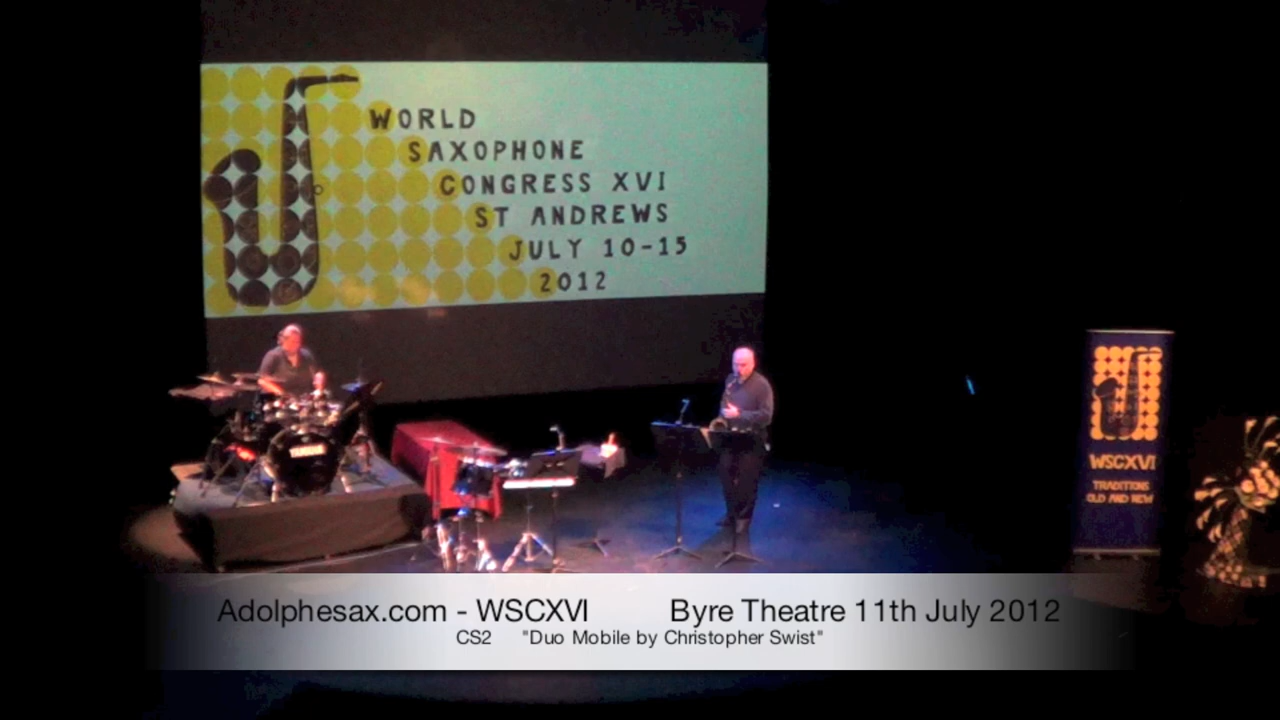 WORLD
SAXOPHONE
CONGRESS XVI
ST ANDREWS
JULY 10-15
2012
YAMAHA
WSCXVI
TRADITIONS
OLD AND NEW
Adolphesax.com - WSCXVI Byre Theatre 11th July 2012
CS2 "Duo Mobile by Christopher Swist"